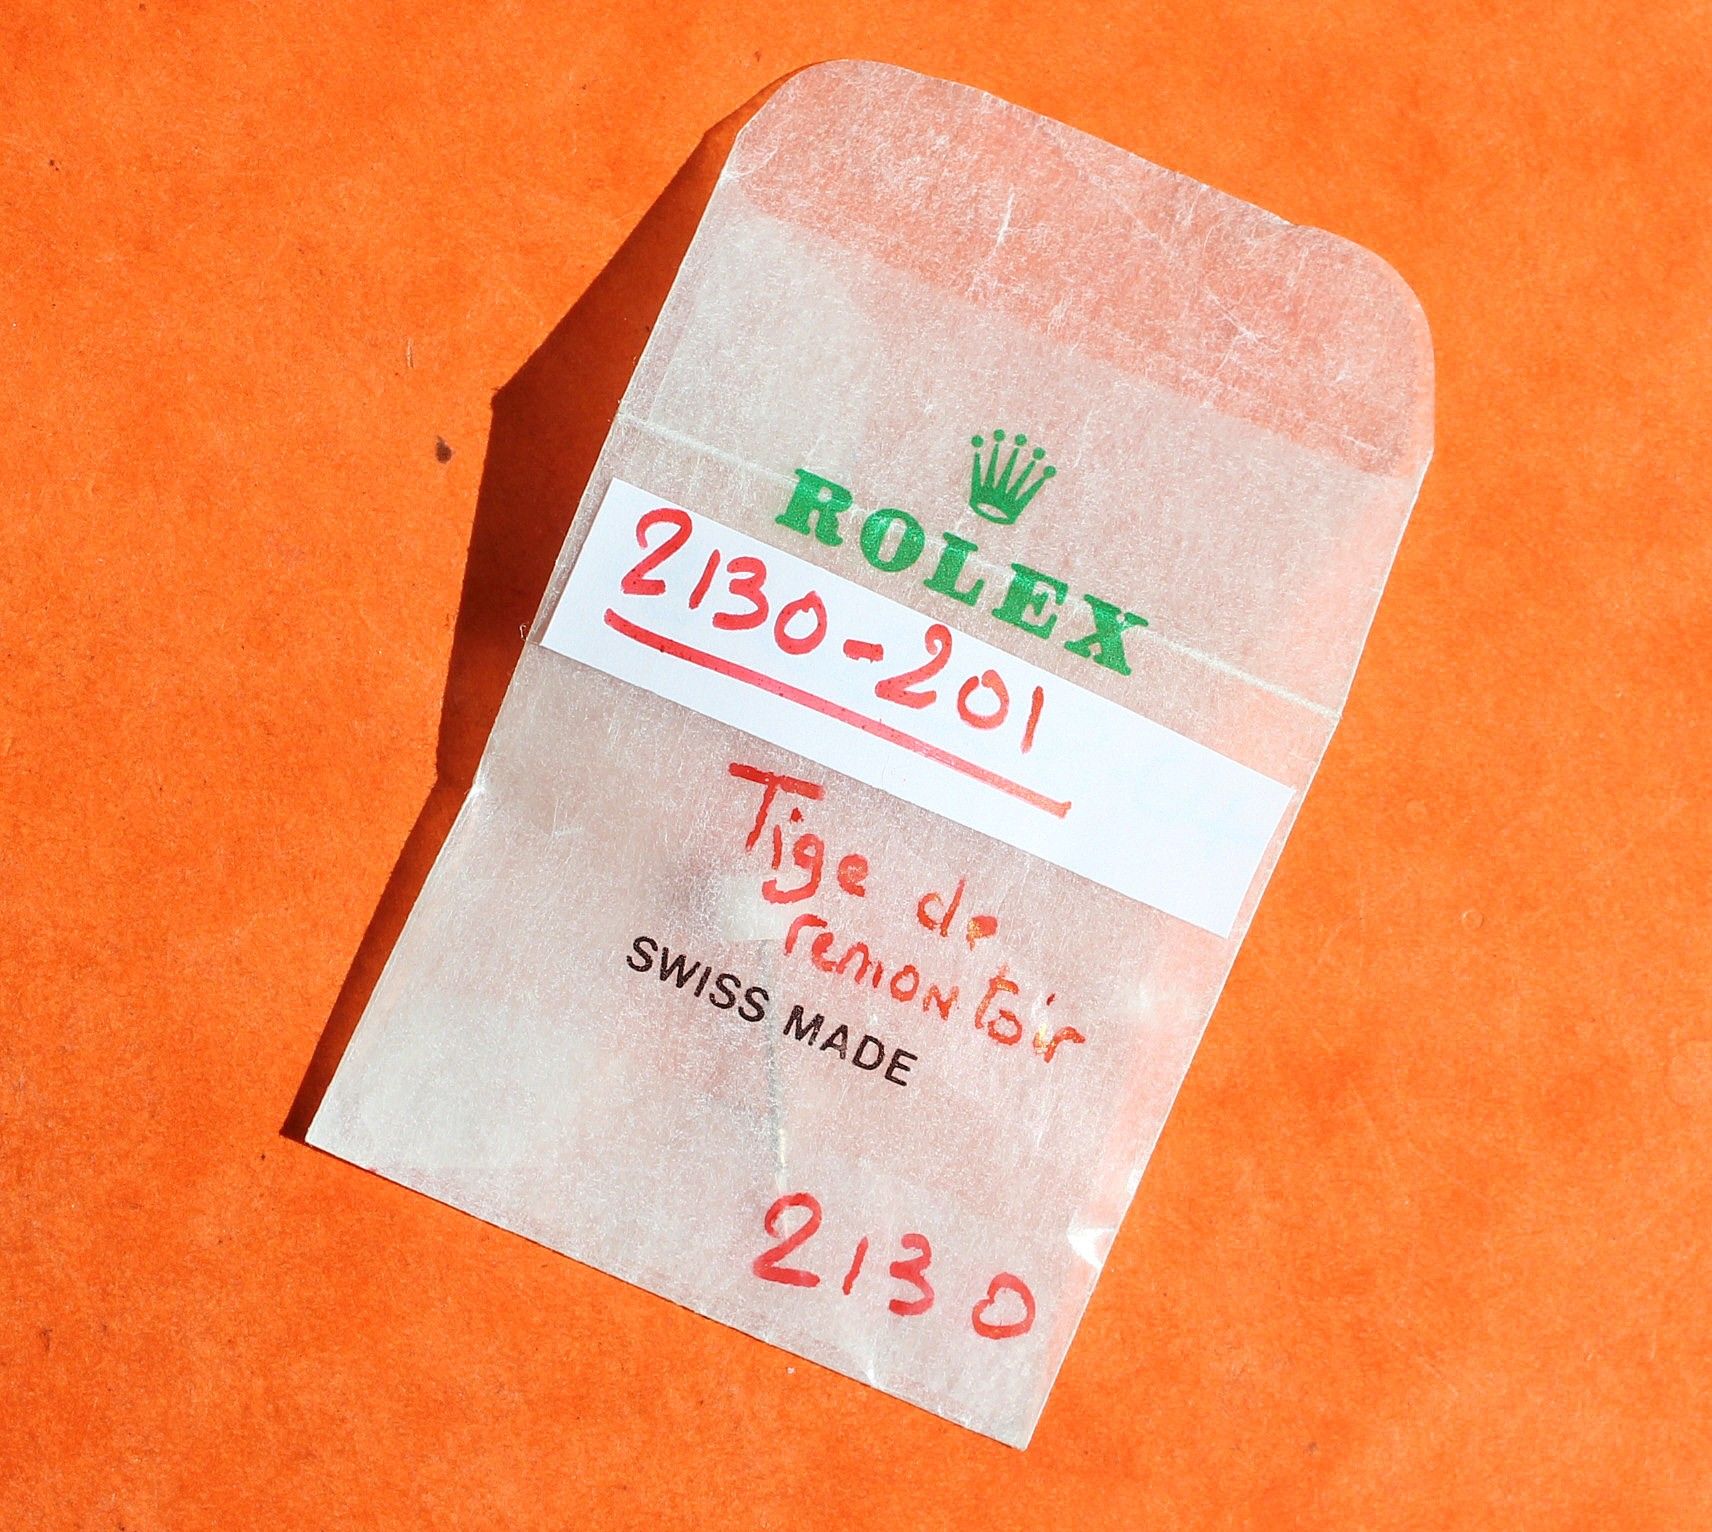 ROLEX
2130-201
Tige de
remontoir
SWISS MADE
2130